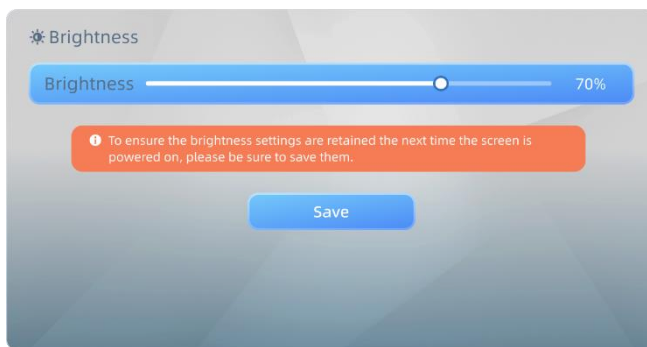 Brightness
Brightness 70%
To ensure the brightness settings are retained the next time the screen is
powered on, please be sure to save them.
Save